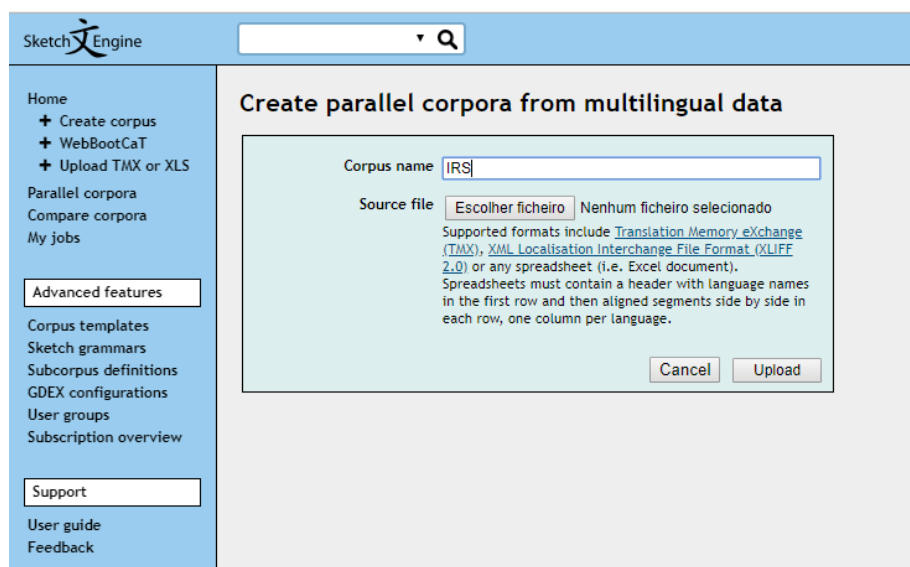 Sketch Engine
Home
+ Create corpus
+ WebBootCaT
+ Upload TMX or XLS
Parallel corpora
Compare corpora
My jobs
Advanced features
Corpus templates
Sketch grammars
Subcorpus definitions
GDEX configurations
User groups
Subscription overview
Support
User guide
Feedback
Create parallel corpora from multilingual data
Corpus name IRS
Source file Escolher ficheiro Nenhum ficheiro selecionado
Supported formats include Translation Memory eXchange
(TMX), XML Localisation Interchange File Format (XLIFF
2.0) or any spreadsheet (i.e. Excel document).
Spreadsheets must contain a header with language names
in the first row and then aligned segments side by side in
each row, one column per language.
Cancel Upload